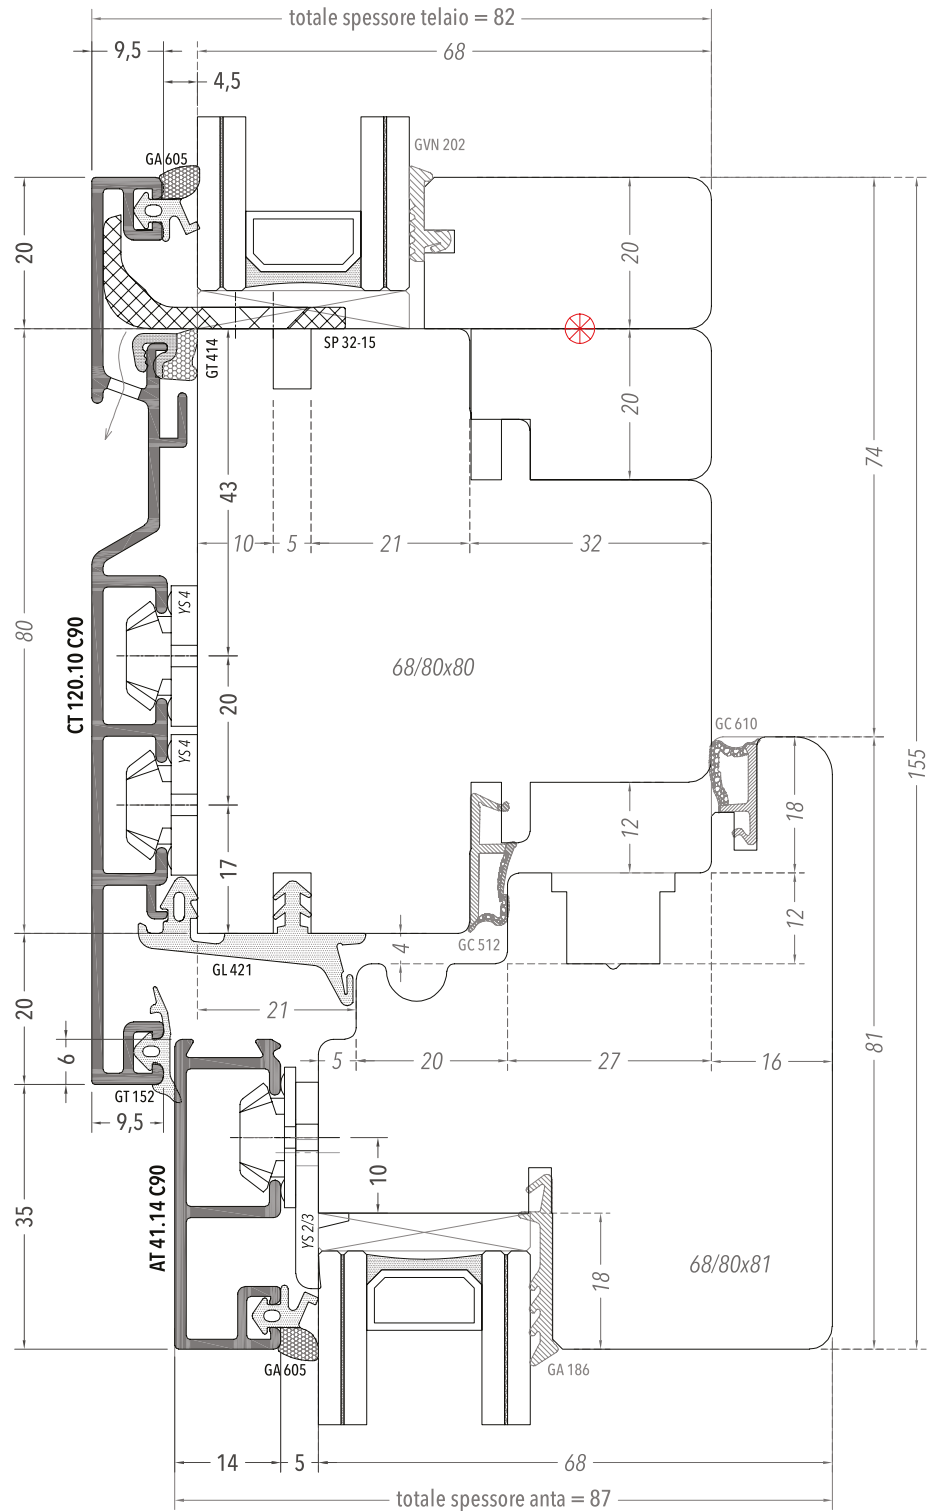 totale spessore telaio = 82
9,5
68
4,5
GVN 202
GA 605
20
20
SP 32-15
GT 414
20
74
43
10
5
21
32
80
YS 4
68/80x80
CT 120.10 C90
20
GC 610
YS 4
155
12
18
17
12
4
GC 512
GL 421
20
21
6
5
20
27
16
81
GT 152
9,5
10
AT 41.14 C90
35
YS 2/3
68/80x81
18
GA 605
GA 186
14
5
68
totale spessore anta = 87